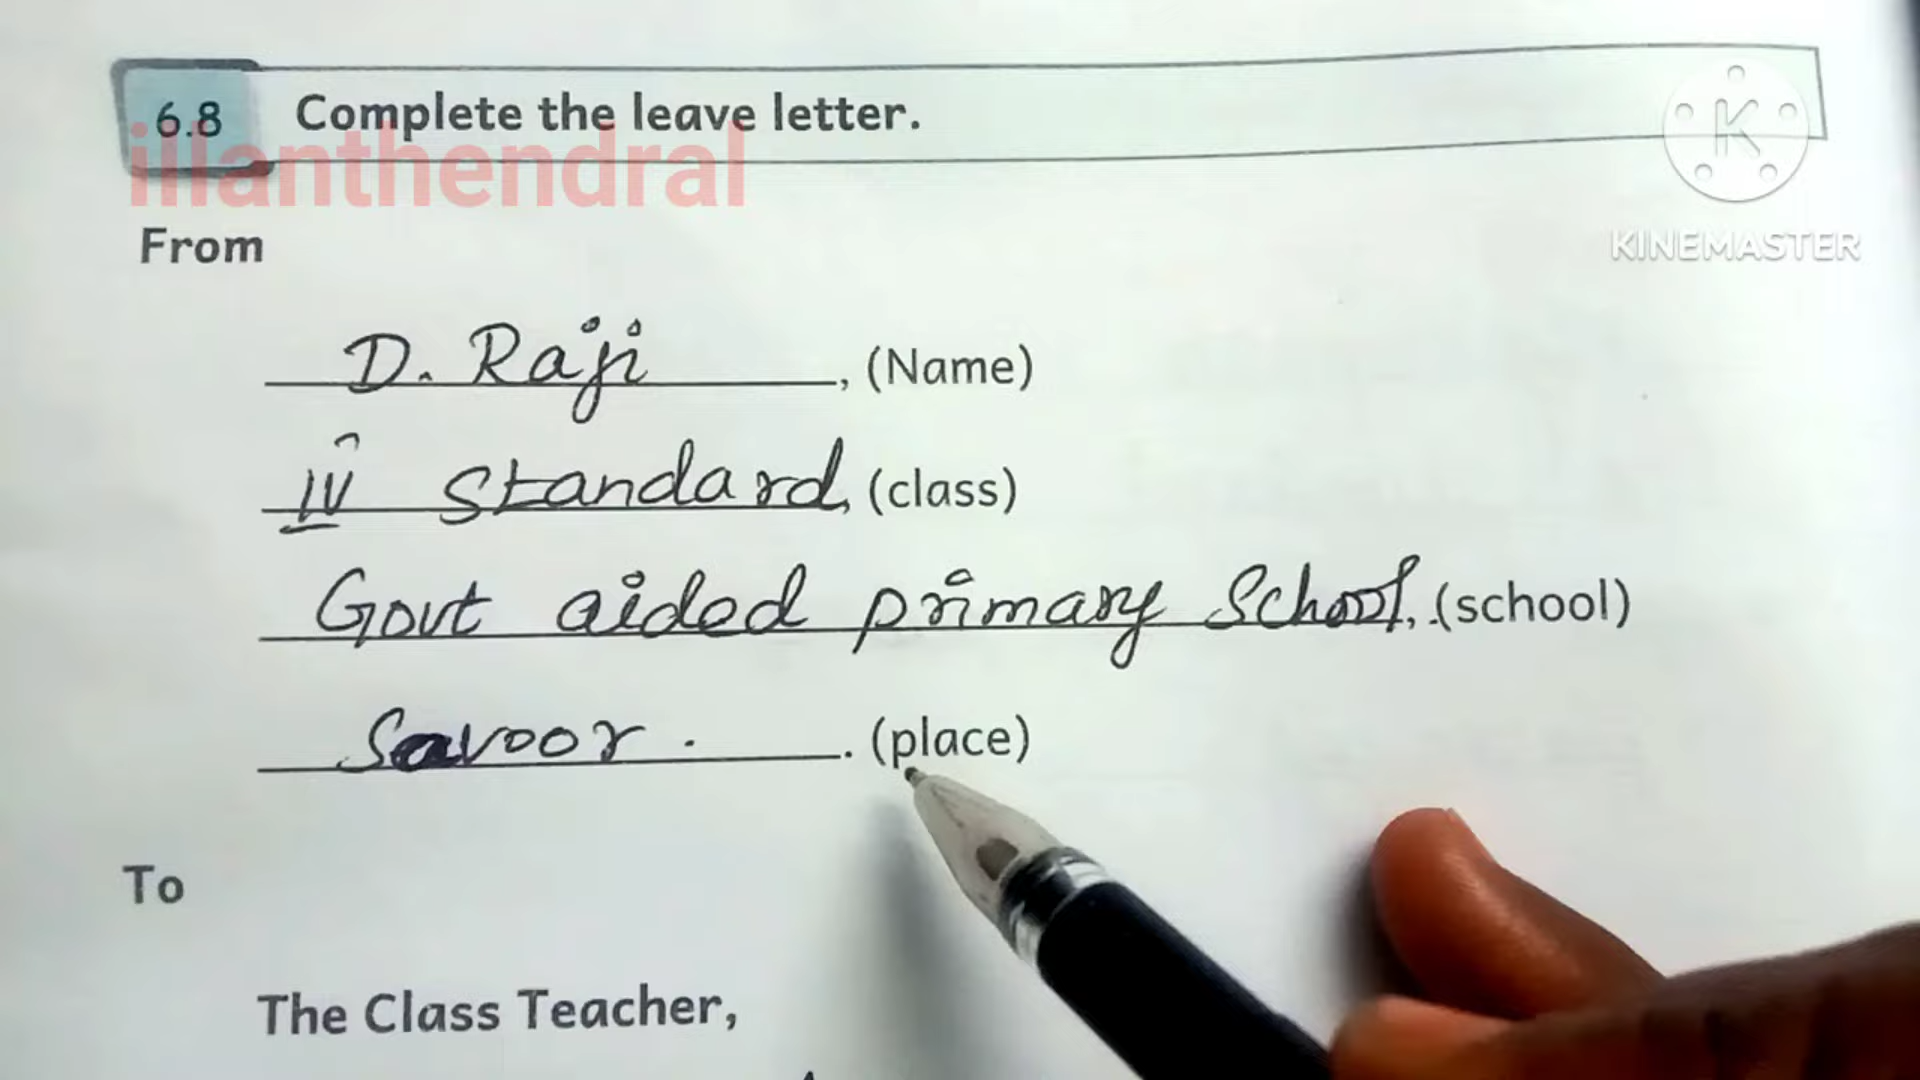 6.8 Complete the leave letter.
illanthendral
KINEMASTER
From
D. Raji, (Name)
IV Standard, (class)
Govt aided primary School, .(school)
Savoor. . (place)
To
The Class Teacher,